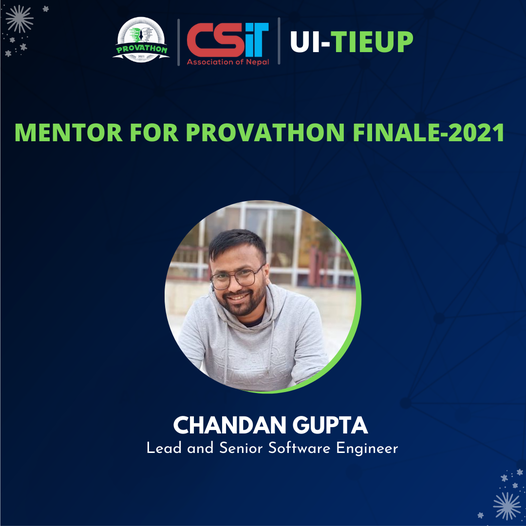 PROVATHON
CSiT
Association of Nepal
UI-TIEUP
MENTOR FOR PROVATHON FINALE-2021
CHANDAN GUPTA
Lead and Senior Software Engineer